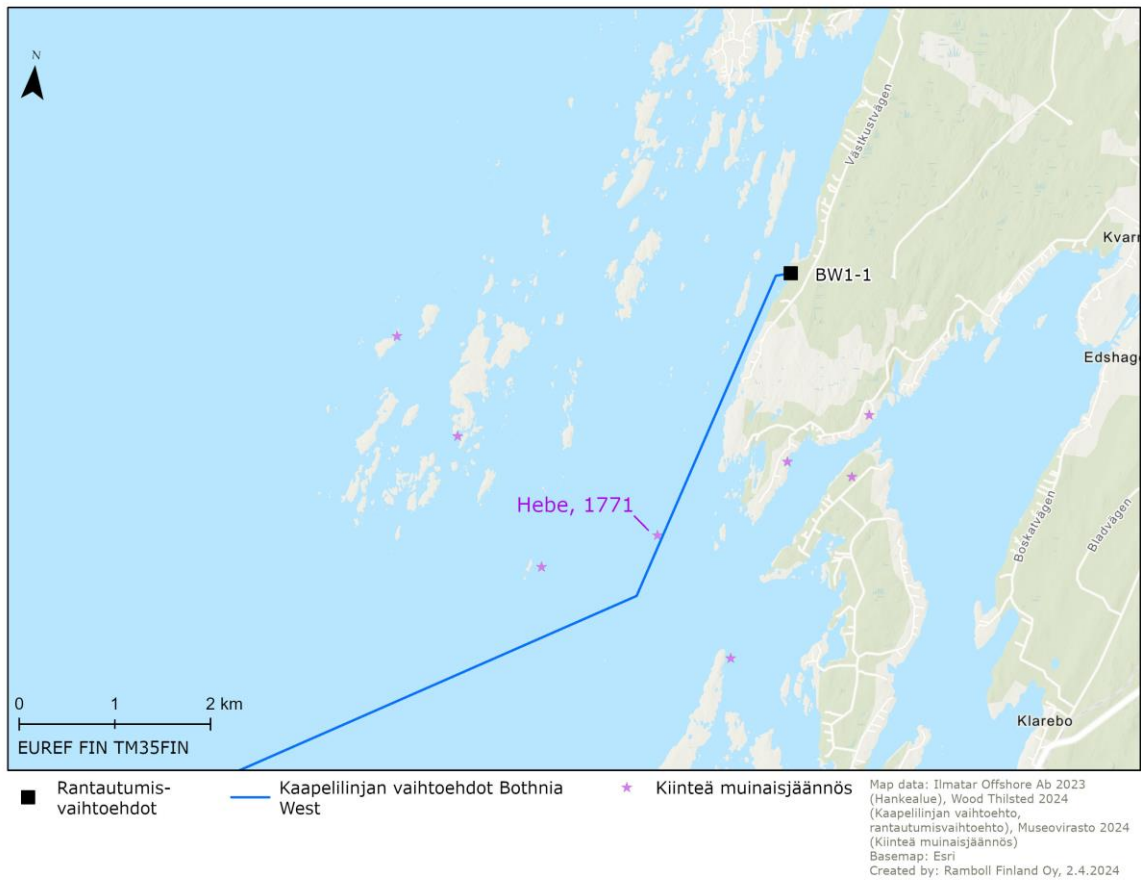 N
Västkustvägen
Kvarn
BW1-1
Edshage
Hebe, 1771
Boskatvägen
Bladvägen
0 1 2 km
EUREF FIN TM35FIN
Klarebo
Rantautumis-
vaihtoehdot
Kaapelilinjan vaihtoehdot Bothnia
West
Kiinteä muinaisjäännös
Map data: Ilmatar Offshore Ab 2023
(Hankealue), Wood Thilsted 2024
(Kaapelilinjan vaihtoehto,
rantautumisvaihtoehto), Museovirasto 2024
(Kiinteä muinaisjäännös)
Basemap: Esri
Created by: Ramboll Finland Oy, 2.4.2024